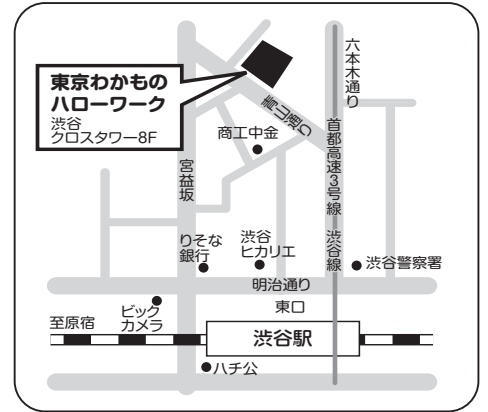 東京わかもの
ハローワーク
渋谷
クロスタワー8F
六本木通り
青山通り
商工中金
首都高速3号線 渋谷線
宮益坂
りそな
銀行
渋谷
ヒカリエ
渋谷警察署
明治通り
ビック
カメラ
東口
至原宿
渋谷駅
ハチ公